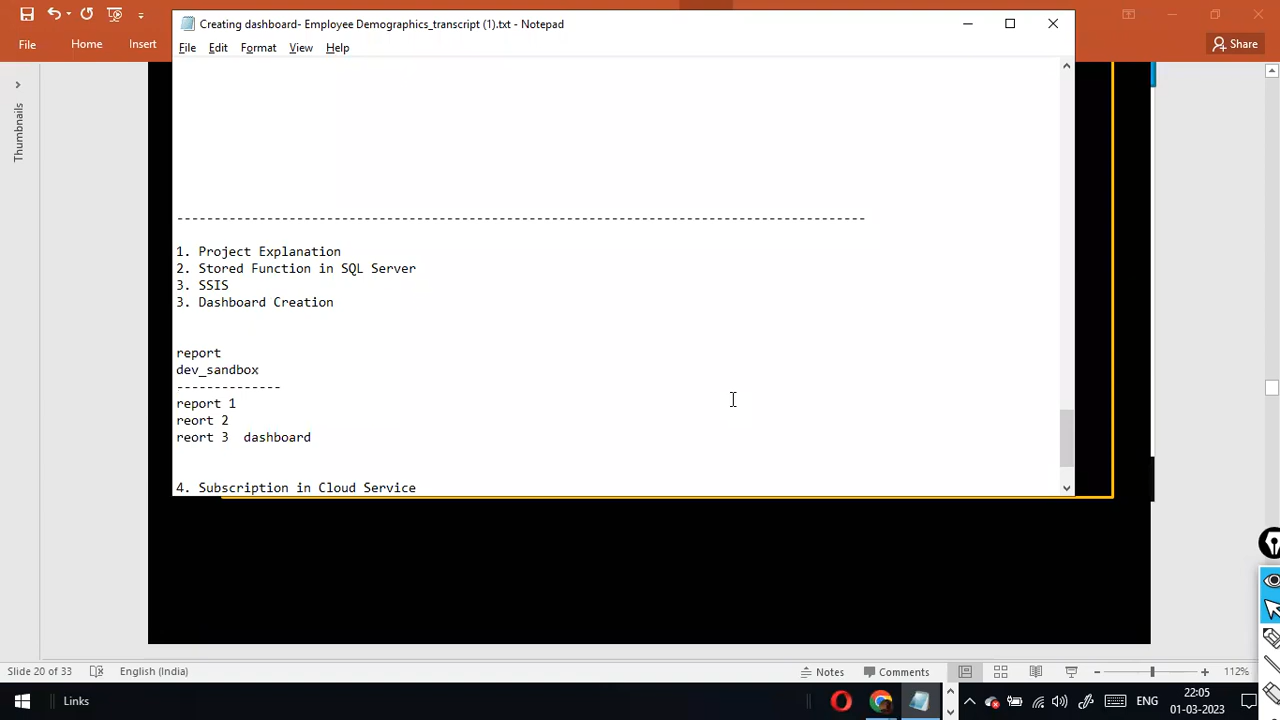 Creating dashboard- Employee Demographics_transcript (1).txt - Notepad
File Home Insert
Share
File Edit Format View Help
Thumbnails
--------------------------------------------------------------------------------------------
1. Project Explanation
2. Stored Function in SQL Server
3. SSIS
3. Dashboard Creation
report
dev_sandbox
--------------
report 1
reort 2
reort 3  dashboard
4. Subscription in Cloud Service
Slide 20 of 33 English (India) Notes Comments 112%
Links ENG 22:05
01-03-2023